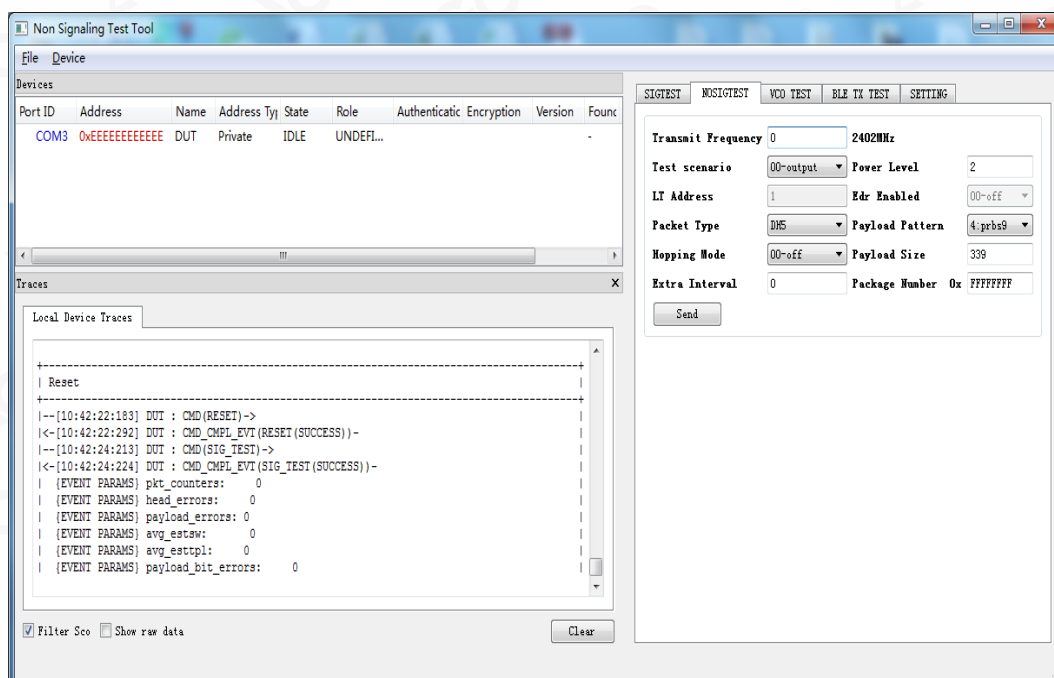 Non Signaling Test Tool
File Device
Devices
Port ID Address Name Address Ty State Role Authenticatic Encryption Version Found
COM3 0xEEEEEEEEEEEE DUT Private IDLE UNDEFI... -
Traces X
Local Device Traces
+------------------------------------------------------------------------------------------+
| Reset |
+------------------------------------------------------------------------------------------+
|--[10:42:22:183] DUT : CMD(RESET)-> |
|<-[10:42:22:292] DUT : CMD_CMPL_EVT(RESET(SUCCESS))- |
|--[10:42:24:213] DUT : CMD(SIG_TEST)-> |
|<-[10:42:24:224] DUT : CMD_CMPL_EVT(SIG_TEST(SUCCESS))- |
| {EVENT PARAMS} pkt_counters: 0 |
| {EVENT PARAMS} head_errors: 0 |
| {EVENT PARAMS} payload_errors: 0 |
| {EVENT PARAMS} avg_estsw: 0 |
| {EVENT PARAMS} avg_esttpl: 0 |
| {EVENT PARAMS} payload_bit_errors: 0 |
Filter Sco Show raw data Clear
SIGTEST NOSIGTEST VCO TEST BLE TX TEST SETTING
Transmit Frequency 0 2402MHz
Test scenario 00-output Power Level 2
LT Address 1 Edr Enabled 00-off
Packet Type DH5 Payload Pattern 4:prbs9
Hopping Mode 00-off Payload Size 339
Extra Interval 0 Package Number 0x FFFFFFFF
Send